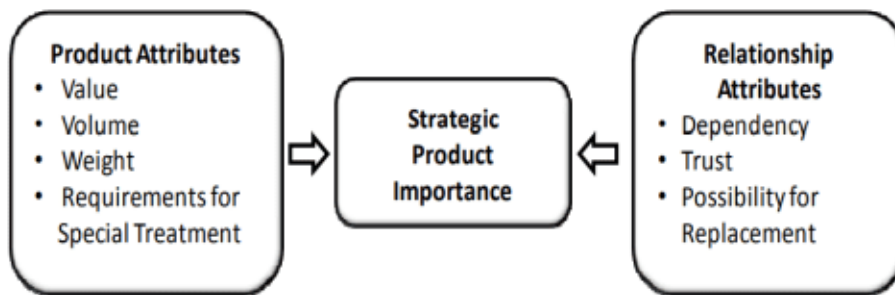 Product Attributes
• Value
• Volume
• Weight
• Requirements for
Special Treatment
Strategic
Product
Importance
Relationship
Attributes
• Dependency
• Trust
• Possibility for
Replacement